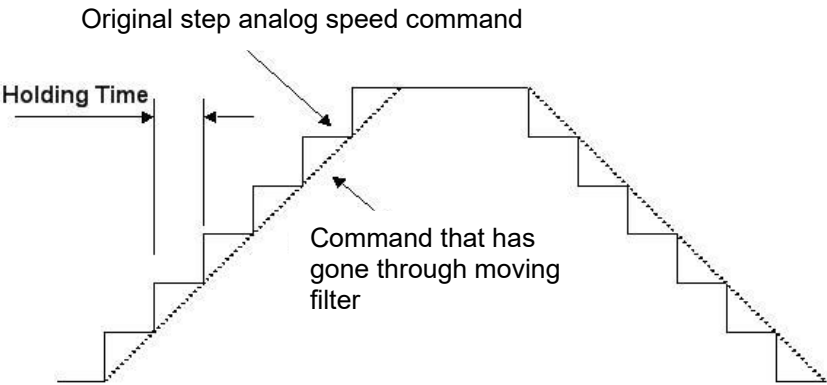 Original step analog speed command
Holding Time
Command that has
gone through moving
filter